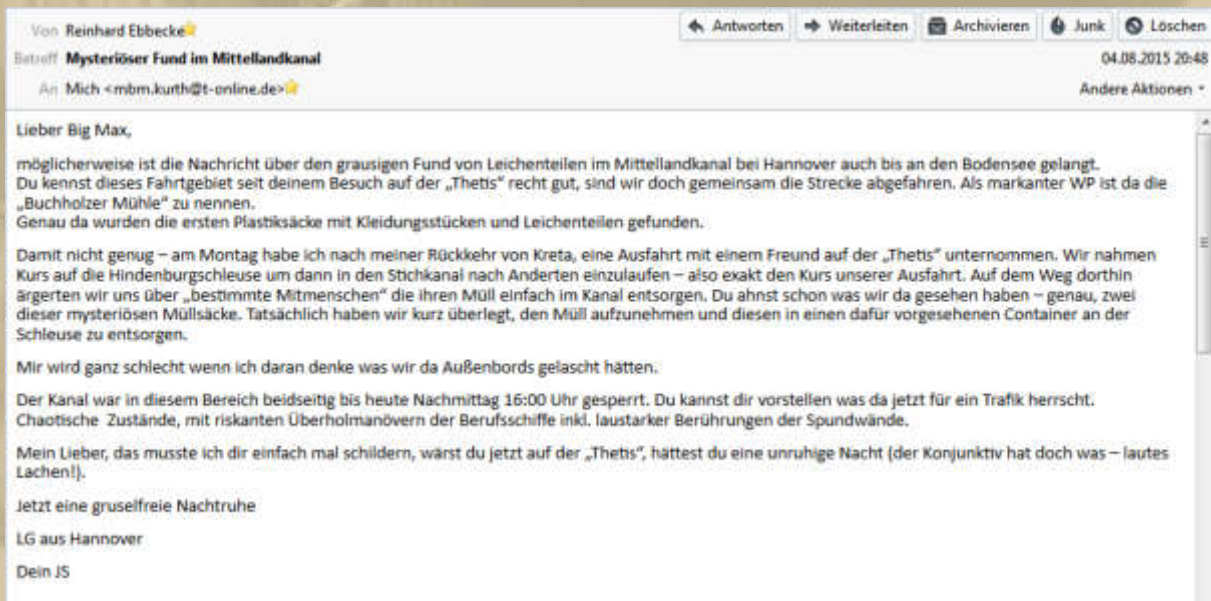 Von Reinhard Ebbecke
Antworten Weiterleiten Archivieren Junk Löschen
Betreff Mysteriöser Fund im Mittellandkanal
04.08.2015 20:48
An Mich <mbm.kurth@t-online.de>
Andere Aktionen
Lieber Big Max,
möglicherweise ist die Nachricht über den grausigen Fund von Leichenteilen im Mittellandkanal bei Hannover auch bis an den Bodensee gelangt.
Du kennst dieses Fahrtgebiet seit deinem Besuch auf der „Thetis“ recht gut, sind wir doch gemeinsam die Strecke abgefahren. Als markanter WP ist da die
„Buchholzer Mühle“ zu nennen.
Genau da wurden die ersten Plastiksäcke mit Kleidungsstücken und Leichenteilen gefunden.
Damit nicht genug – am Montag habe ich nach meiner Rückkehr von Kreta, eine Ausfahrt mit einem Freund auf der „Thetis“ unternommen. Wir nahmen
Kurs auf die Hindenburgschleuse um dann in den Stichkanal nach Anderten einzulaufen – also exakt den Kurs unserer Ausfahrt. Auf dem Weg dorthin
ärgerten wir uns über „bestimmte Mitmenschen“ die ihren Müll einfach im Kanal entsorgen. Du ahnst schon was wir da gesehen haben – genau, zwei
dieser mysteriösen Müllsäcke. Tatsächlich haben wir kurz überlegt, den Müll aufzunehmen und diesen in einen dafür vorgesehenen Container an der
Schleuse zu entsorgen.
Mir wird ganz schlecht wenn ich daran denke was wir da Außenbords gelascht hätten.
Der Kanal war in diesem Bereich beidseitig bis heute Nachmittag 16:00 Uhr gesperrt. Du kannst dir vorstellen was da jetzt für ein Trafik herrscht.
Chaotische Zustände, mit riskanten Überholmanövern der Berufsschiffe inkl. laustarker Berührungen der Spundwände.
Mein Lieber, das musste ich dir einfach mal schildern, wärst du jetzt auf der „Thetis“, hättest du eine unruhige Nacht (der Konjunktiv hat doch was – lautes
Lachen!).
Jetzt eine gruselfreie Nachtruhe
LG aus Hannover
Dein JS